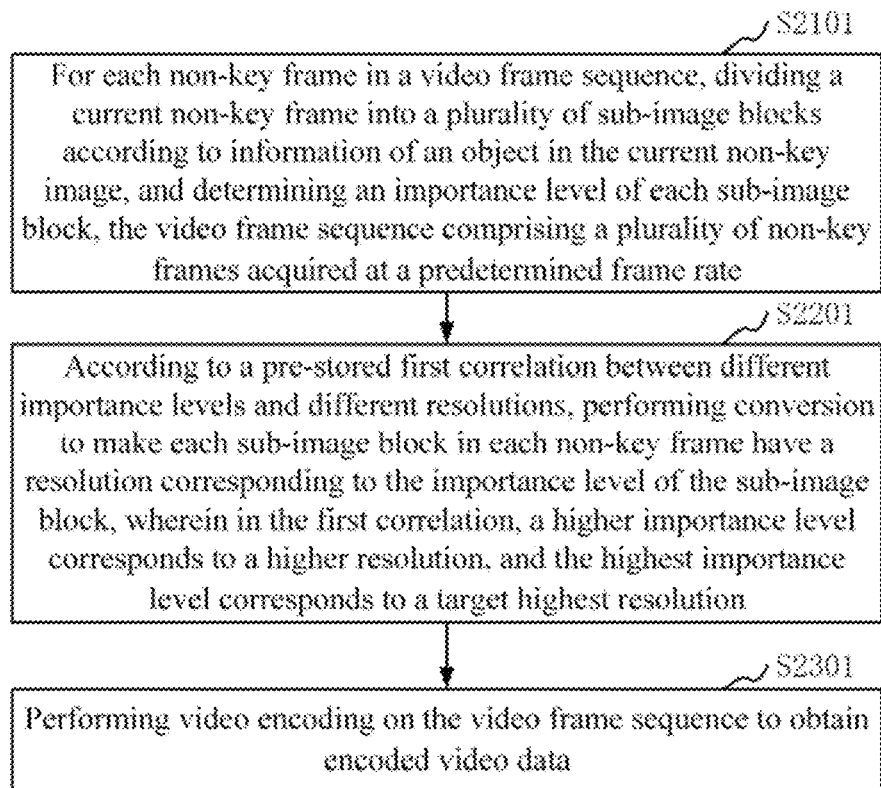 S2101
For each non-key frame in a video frame sequence, dividing a
current non-key frame into a plurality of sub-image blocks
according to information of an object in the current non-key
image, and determining an importance level of each sub-image
block, the video frame sequence comprising a plurality of non-key
frames acquired at a predetermined frame rate
S2201
According to a pre-stored first correlation between different
importance levels and different resolutions, performing conversion
to make each sub-image block in each non-key frame have a
resolution corresponding to the importance level of the sub-image
block, wherein in the first correlation, a higher importance level
corresponds to a higher resolution, and the highest importance
level corresponds to a target highest resolution
S2301
Performing video encoding on the video frame sequence to obtain
encoded video data